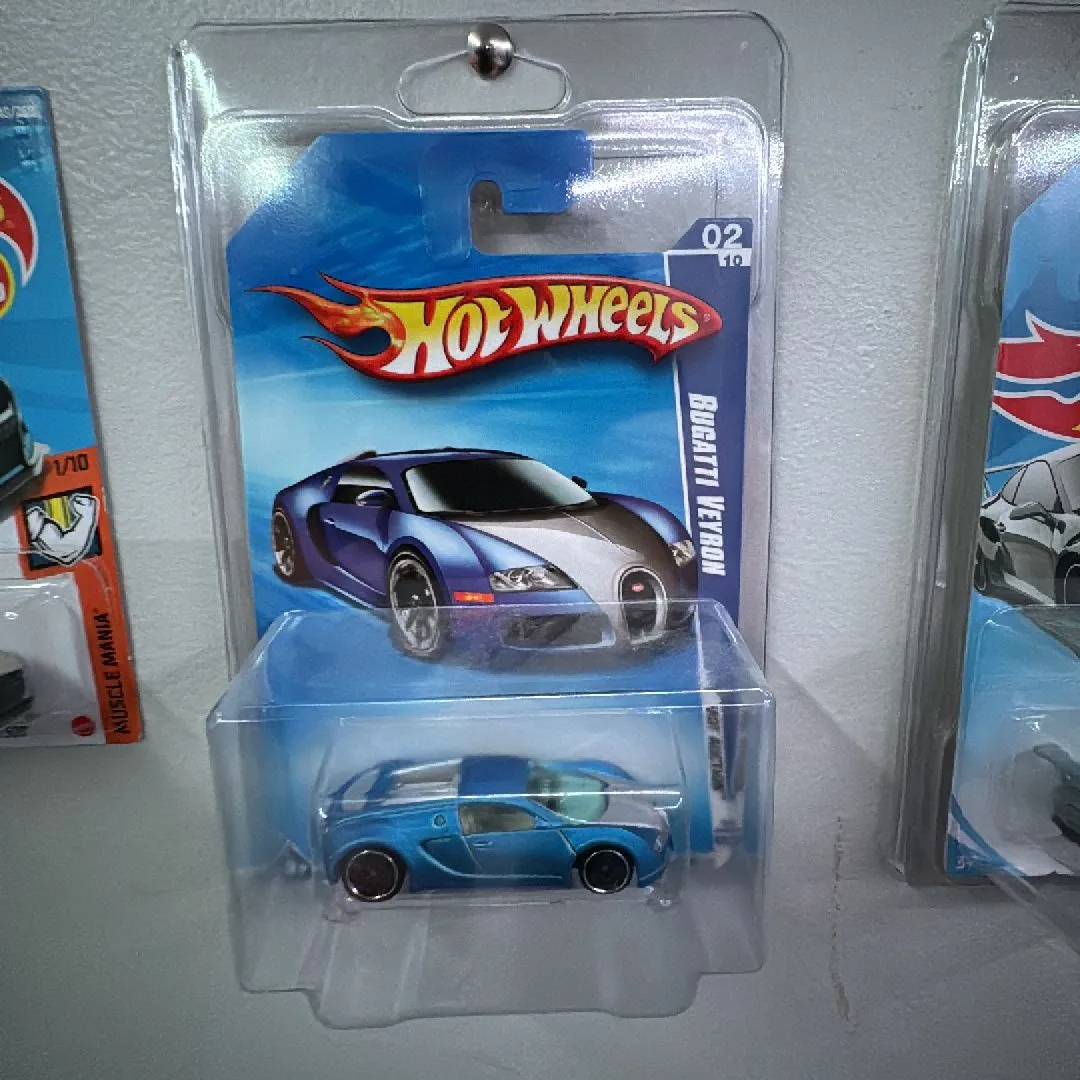 02
10
HOT WHEELS
BUGATTI VEYRON
1/10
MUSCLE MANIA